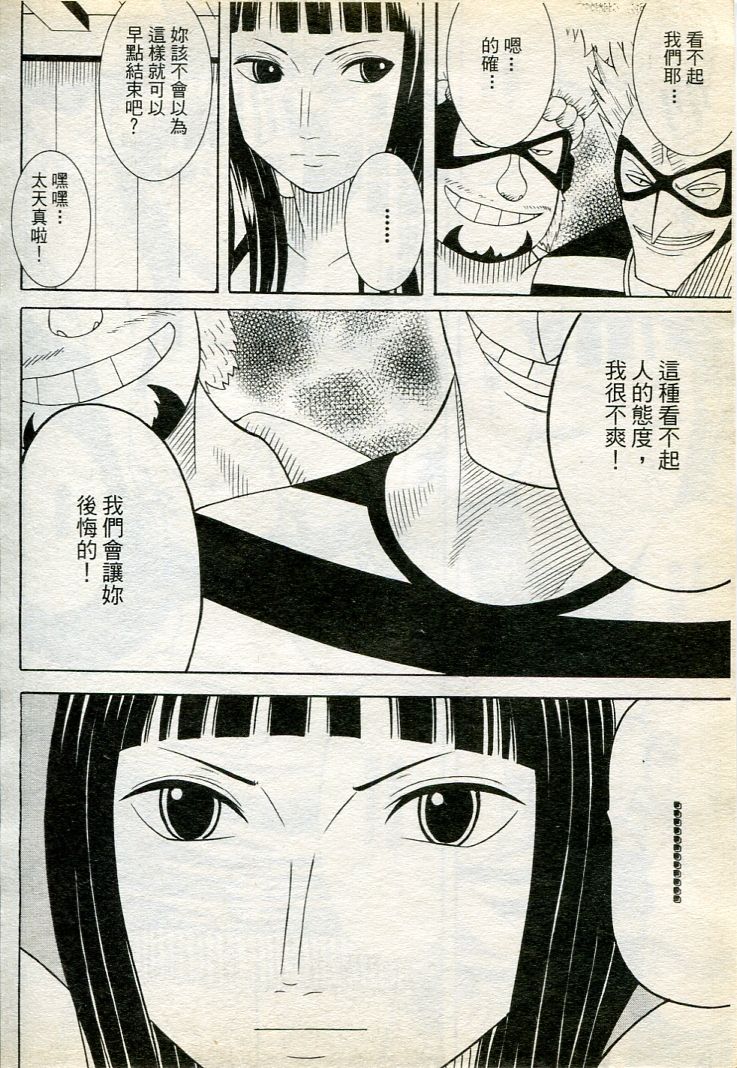 看不起
我們耶…
嗯…
的確…
……
妳該不會以為
這樣就可以
早點結束吧?
嘿嘿…
太天真啦!
這種看不起
人的態度,
我很不爽!
我們會讓妳
後悔的!
…………